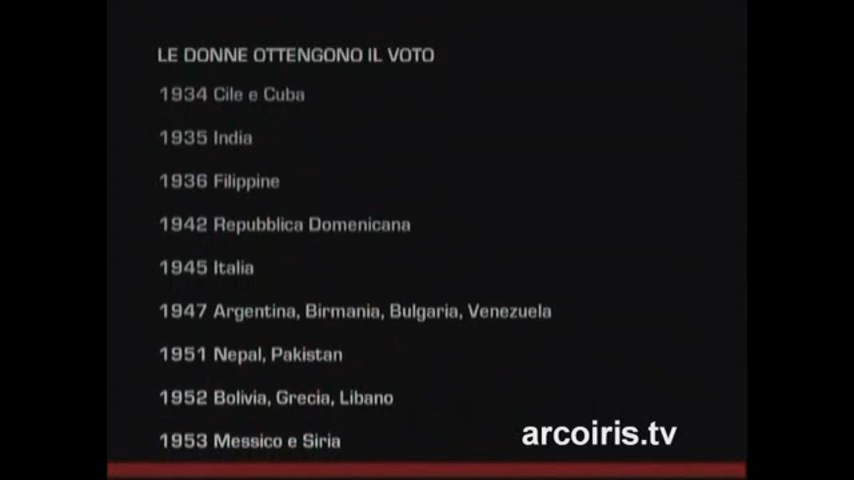 LE DONNE OTTENGONO IL VOTO
1934 Cile e Cuba
1935 India
1936 Filippine
1942 Repubblica Domenicana
1945 Italia
1947 Argentina, Birmania, Bulgaria, Venezuela
1951 Nepal, Pakistan
1952 Bolivia, Grecia, Libano
1953 Messico e Siria
arcoiris.tv